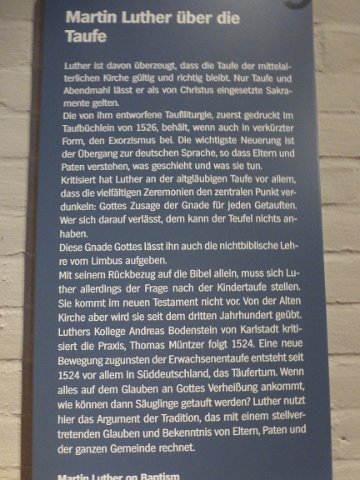 Martin Luther über die
Taufe
Luther ist davon überzeugt, dass die Taufe der mittelal-
terlichen Kirche gültig und richtig bleibt. Nur Taufe und
Abendmahl lässt er als von Christus eingesetzte Sakra-
mente gelten.
Die von ihm entworfene Taufliturgie, zuerst gedruckt im
Taufbüchlein von 1526, behält, wenn auch in verkürzter
Form, den Exorzismus bei. Die wichtigste Neuerung ist
der Übergang zur deutschen Sprache, so dass Eltern und
Paten verstehen, was geschieht und was sie tun.
Kritisiert hat Luther an der altgläubigen Taufe vor allem,
dass die vielfältigen Zeremonien den zentralen Punkt ver-
dunkeln: Gottes Zusage der Gnade für jeden Getauften.
Wer sich darauf verlässt, dem kann der Teufel nichts an-
haben.
Diese Gnade Gottes lässt ihn auch die nichtbiblische Leh-
re vom Limbus aufgeben.
Mit seinem Rückbezug auf die Bibel allein, muss sich Lu-
ther allerdings der Frage nach der Kindertaufe stellen.
Sie kommt im neuen Testament nicht vor. Von der Alten
Kirche aber wird sie seit dem dritten Jahrhundert geübt.
Luthers Kollege Andreas Bodenstein von Karlstadt kriti-
siert die Praxis, Thomas Müntzer folgt 1524. Eine neue
Bewegung zugunsten der Erwachsenentaufe entsteht seit
1524 vor allem in Süddeutschland, das Täufertum. Wenn
alles auf dem Glauben an Gottes Verheißung ankommt,
wie können dann Säuglinge getauft werden? Luther nutzt
hier das Argument der Tradition, das mit einem stellver-
tretenden Glauben und Bekenntnis von Eltern, Paten und
der ganzen Gemeinde rechnet.
Martin Luther on Baptism